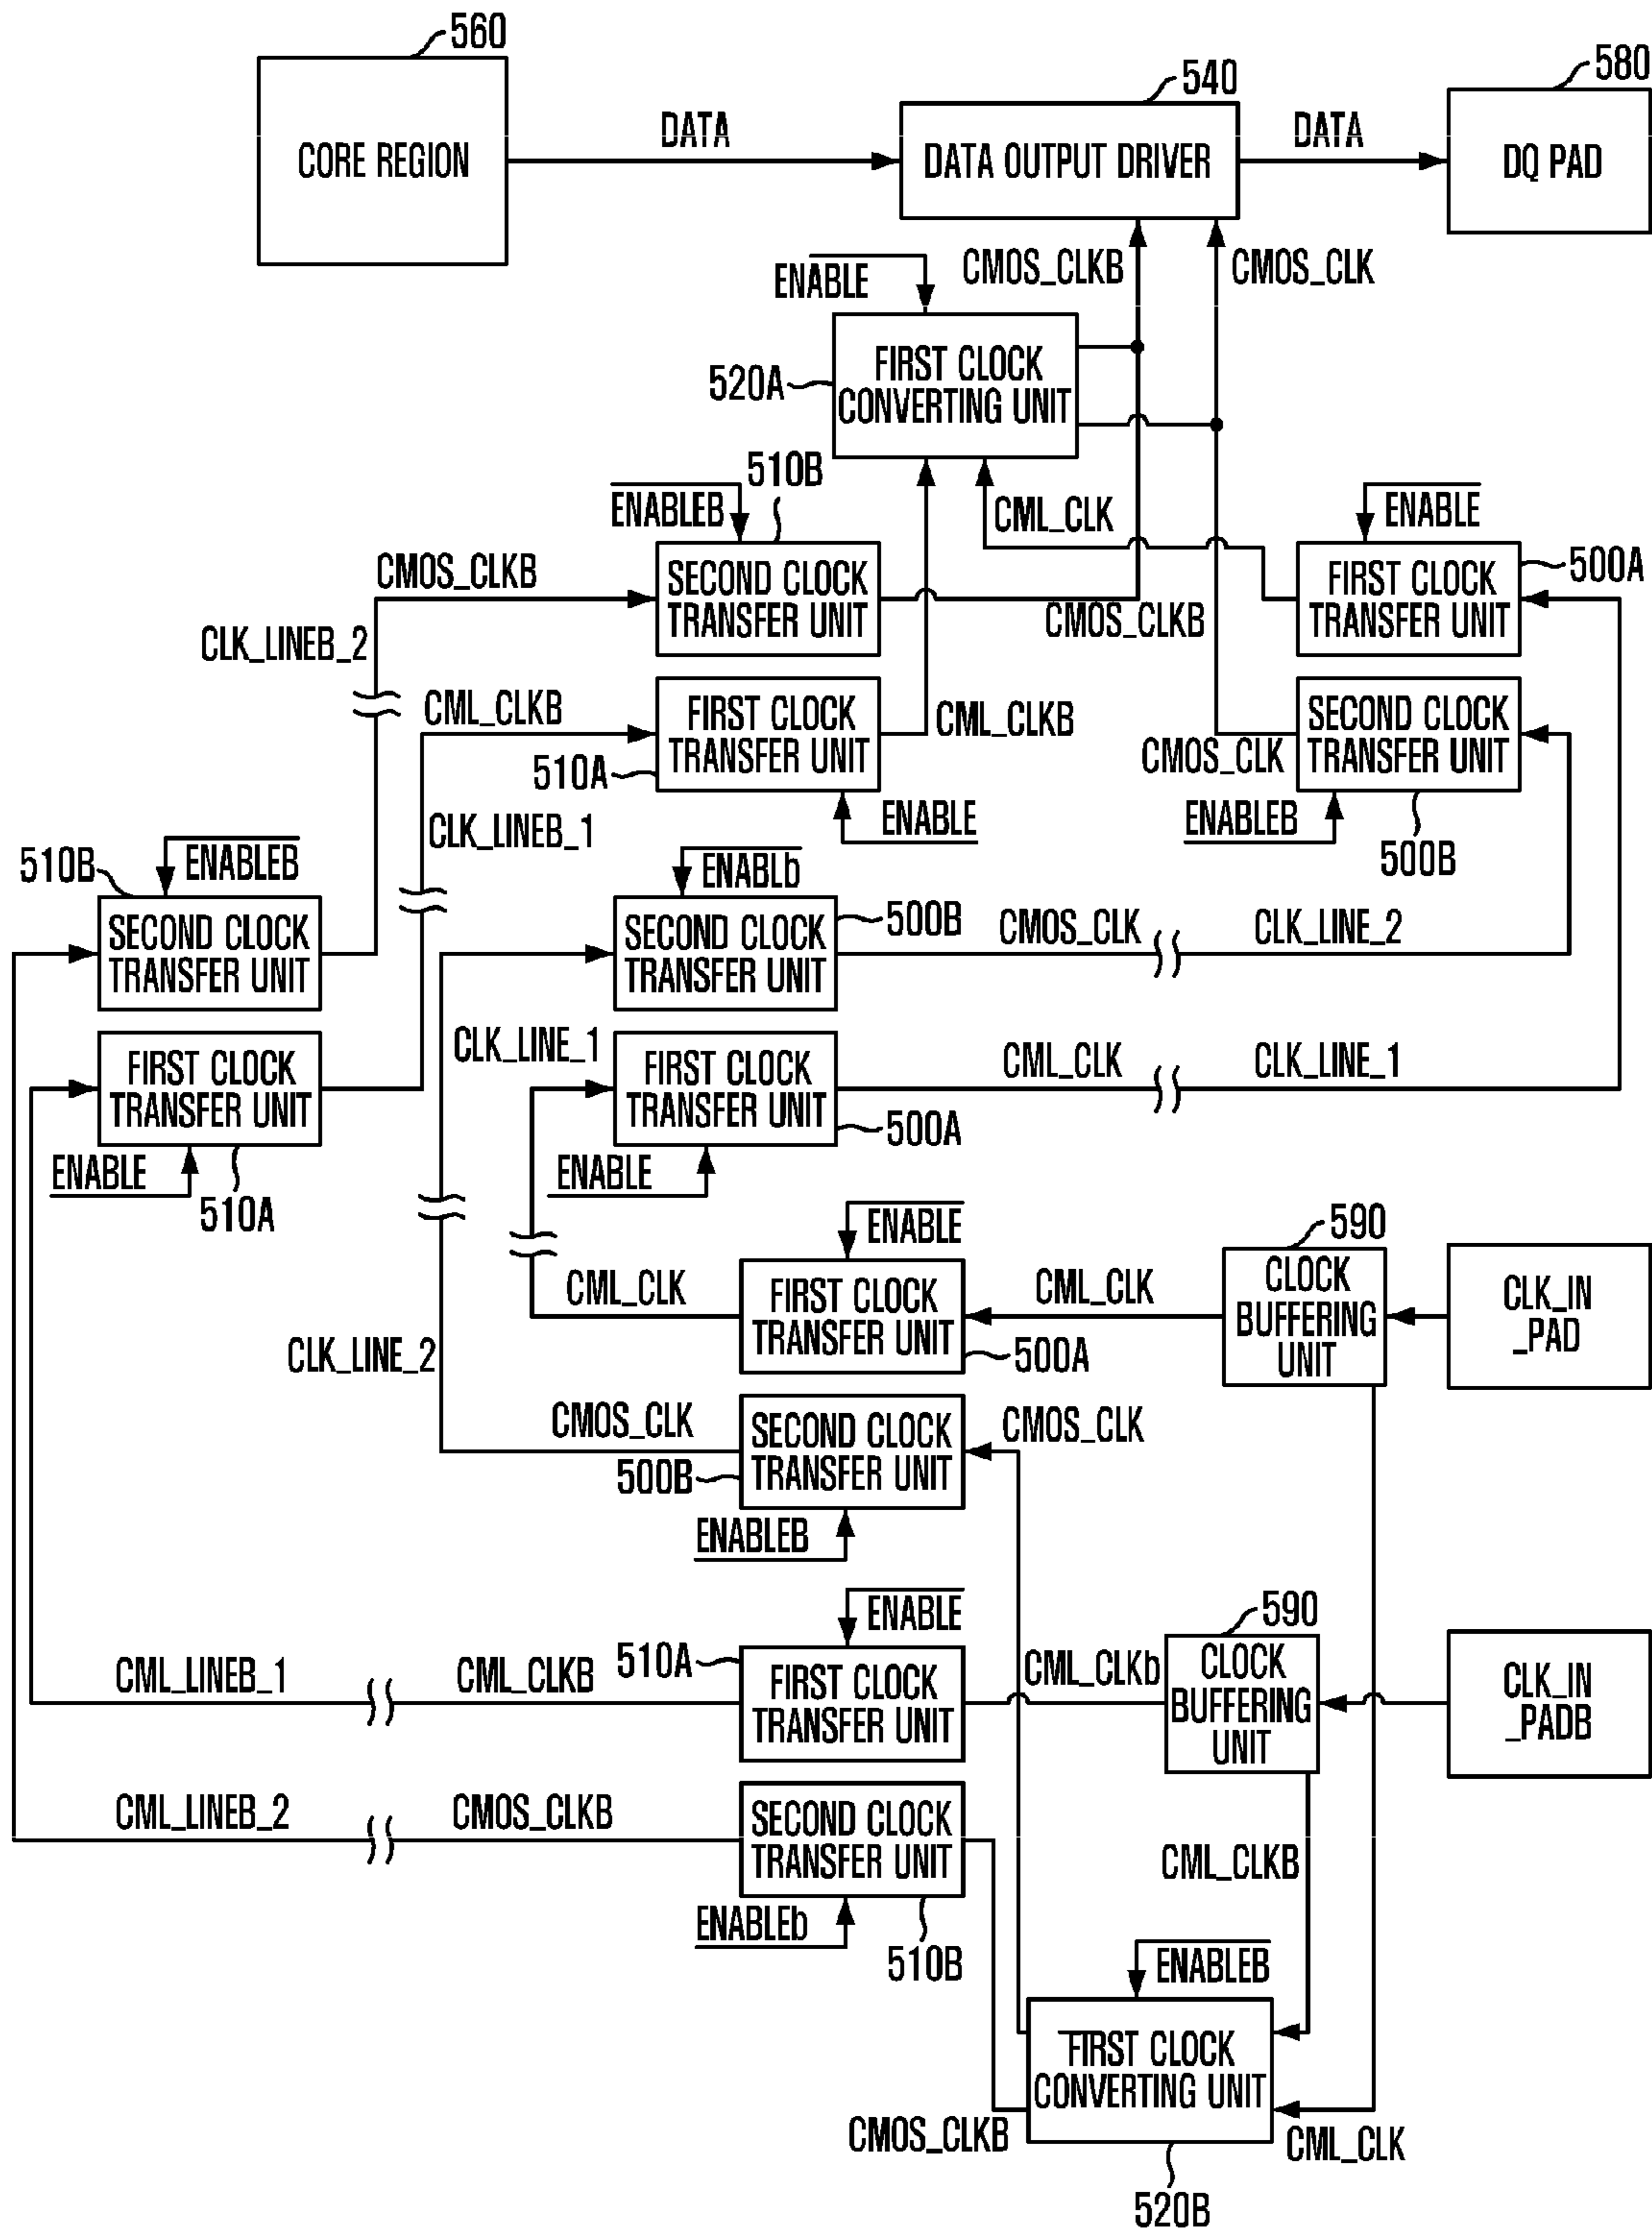 560
CORE REGION
DATA
540
DATA OUTPUT DRIVER
DATA
580
DQ PAD
ENABLE
CMOS_CLKB
CMOS_CLK
520A
FIRST CLOCK
CONVERTING UNIT
510B
ENABLEB
CML_CLK
ENABLE
CMOS_CLKB
SECOND CLOCK
TRANSFER UNIT
CMOS_CLKB
FIRST CLOCK
TRANSFER UNIT
500A
CLK_LINEB_2
CML_CLKB
FIRST CLOCK
TRANSFER UNIT
CML_CLKB
510A
CMOS_CLK
SECOND CLOCK
TRANSFER UNIT
CLK_LINEB_1
ENABLE
ENABLEB
500B
510B
ENABLEB
SECOND CLOCK
TRANSFER UNIT
ENABLb
SECOND CLOCK
TRANSFER UNIT
500B
CMOS_CLK
CLK_LINE_2
FIRST CLOCK
TRANSFER UNIT
ENABLE
510A
CLK_LINE_1
FIRST CLOCK
TRANSFER UNIT
500A
ENABLE
CML_CLK
CLK_LINE_1
ENABLE
CML_CLK
FIRST CLOCK
TRANSFER UNIT
500A
CML_CLK
590
CLOCK
BUFFERING
UNIT
CLK_IN
_PAD
CLK_LINE_2
CMOS_CLK
500B
SECOND CLOCK
TRANSFER UNIT
CMOS_CLK
ENABLEB
ENABLE
CML_LINEB_1
CML_CLKB
510A
FIRST CLOCK
TRANSFER UNIT
CML_CLKb
590
CLOCK
BUFFERING
UNIT
CLK_IN
_PADB
CML_LINEB_2
CMOS_CLKB
SECOND CLOCK
TRANSFER UNIT
ENABLEb
510B
CML_CLKB
ENABLEB
FIRST CLOCK
CONVERTING UNIT
CMOS_CLKB
CML_CLK
520B